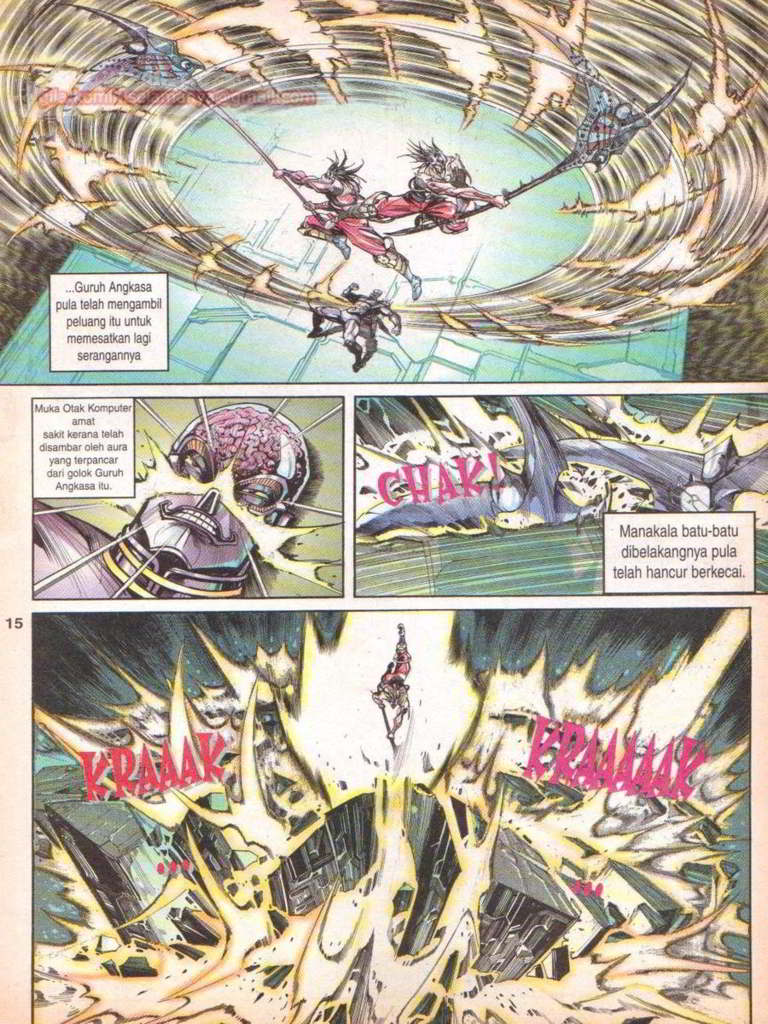 ...Guruh Angkasa
pula telah mengambil
peluang itu untuk
memesatkan lagi
serangannya
Muka Otak Komputer
amat
sakit kerana telah
disambar oleh aura
yang terpancar
dari golok Guruh
Angkasa itu.
CHAK!
Manakala batu-batu
dibelakangnya pula
telah hancur berkecai.
15
KRAAAK
...
KRAAAAAK
...